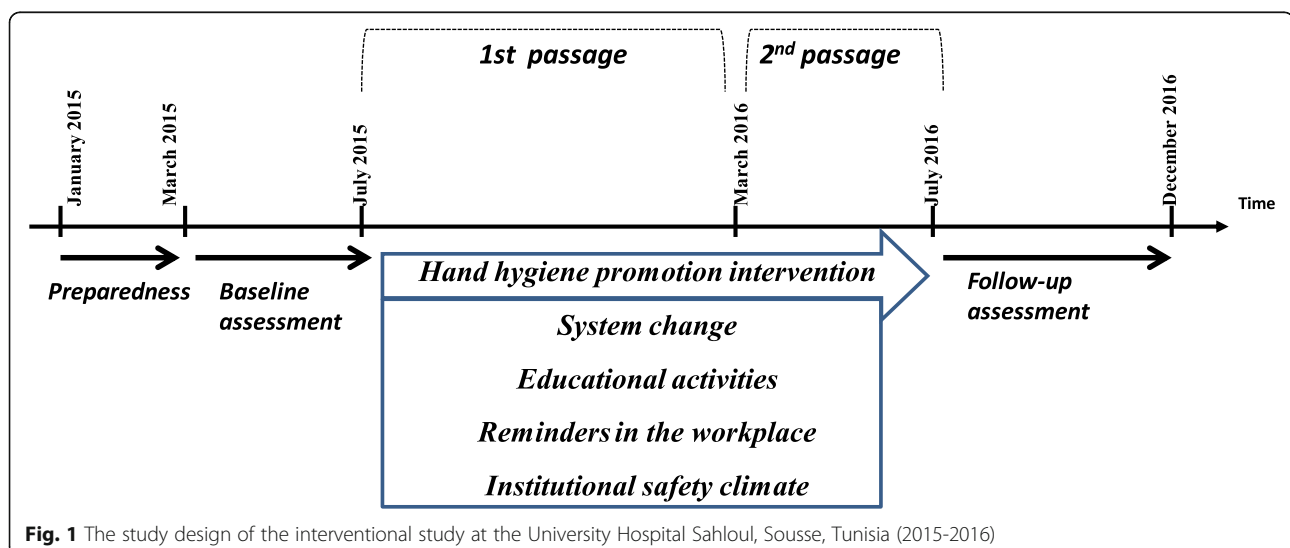 1st passage
2nd passage
January 2015
March 2015
July 2015
March 2016
July 2016
December 2016
Time
Preparedness
Baseline
assessment
Hand hygiene promotion intervention
System change
Educational activities
Reminders in the workplace
Institutional safety climate
Follow-up
assessment
Fig. 1 The study design of the interventional study at the University Hospital Sahloul, Sousse, Tunisia (2015-2016)